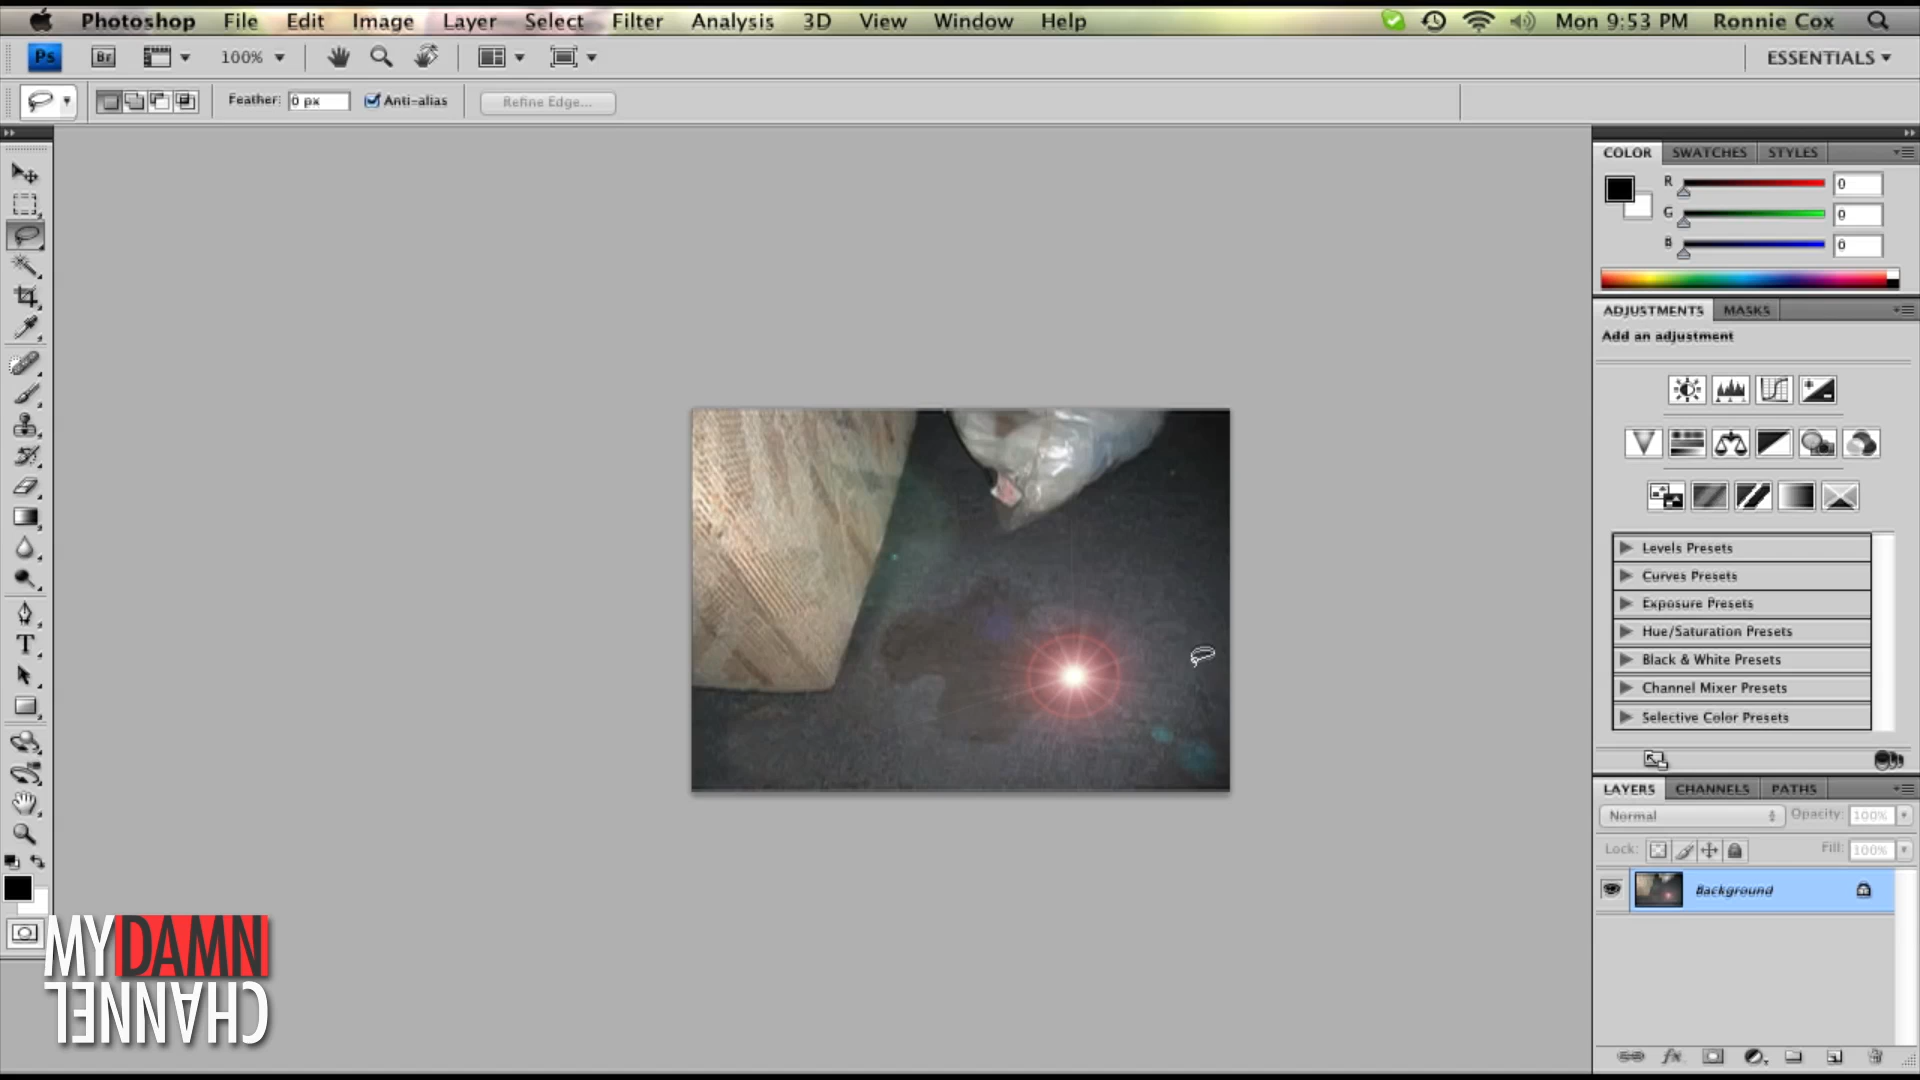 Photoshop File Edit Image Layer Select Filter Analysis 3D View Window Help Mon 9:53 PM Ronnie Cox
Ps Br 100% ESSENTIALS
Feather: 0 px Anti-alias Refine Edge...
COLOR SWATCHES STYLES
R 0
G 0
B 0
ADJUSTMENTS MASKS
Add an adjustment
Levels Presets
Curves Presets
Exposure Presets
Hue/Saturation Presets
Black & White Presets
Channel Mixer Presets
Selective Color Presets
LAYERS CHANNELS PATHS
Normal Opacity: 100%
Lock: Fill: 100%
Background
fx
T
MY DAMN
CHANNEL